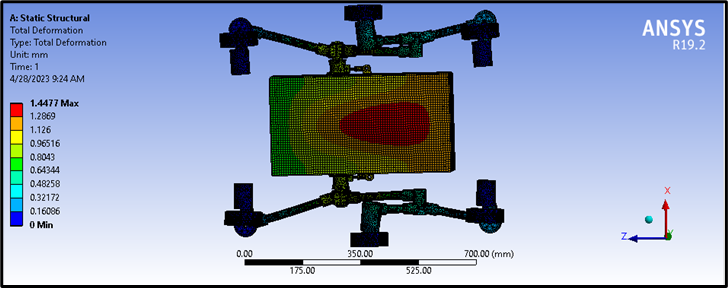 A: Static Structural
Total Deformation
Type: Total Deformation
Unit: mm
Time: 1
4/28/2023 9:24 AM
ANSYS
R19.2
1.4477 Max
1.2869
1.126
0.96516
0.8043
0.64344
0.48258
0.32172
0.16086
0 Min
0.00 350.00 700.00 (mm)
175.00 525.00
X
Z
Y